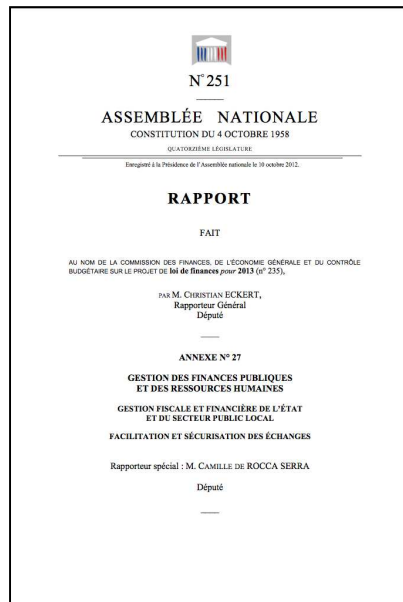 N° 251
ASSEMBLÉE NATIONALE
CONSTITUTION DU 4 OCTOBRE 1958
QUATORZIÈME LÉGISLATURE
Enregistré à la Présidence de l'Assemblée nationale le 10 octobre 2012.
RAPPORT
FAIT
AU NOM DE LA COMMISSION DES FINANCES, DE L'ÉCONOMIE GÉNÉRALE ET DU CONTRÔLE
BUDGÉTAIRE SUR LE PROJET DE loi de finances pour 2013 (n° 235),
PAR M. CHRISTIAN ECKERT,
Rapporteur Général
Député
ANNEXE N° 27
GESTION DES FINANCES PUBLIQUES
ET DES RESSOURCES HUMAINES
GESTION FISCALE ET FINANCIÈRE DE L'ÉTAT
ET DU SECTEUR PUBLIC LOCAL
FACILITATION ET SÉCURISATION DES ÉCHANGES
Rapporteur spécial : M. CAMILLE DE ROCCA SERRA
Député